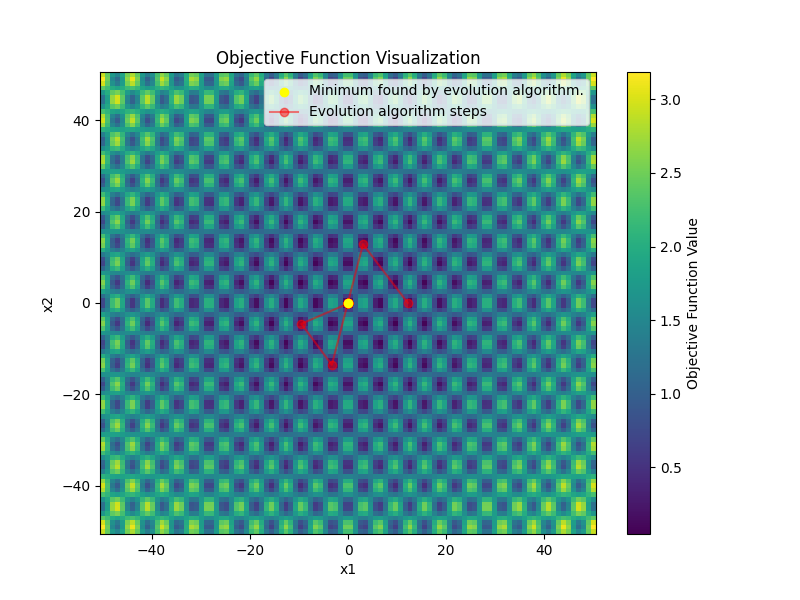 Objective Function Visualization
Minimum found by evolution algorithm.
Evolution algorithm steps
40
20
0
−20
−40
x2
−40
−20
0
20
40
x1
3.0
2.5
2.0
1.5
1.0
0.5
Objective Function Value